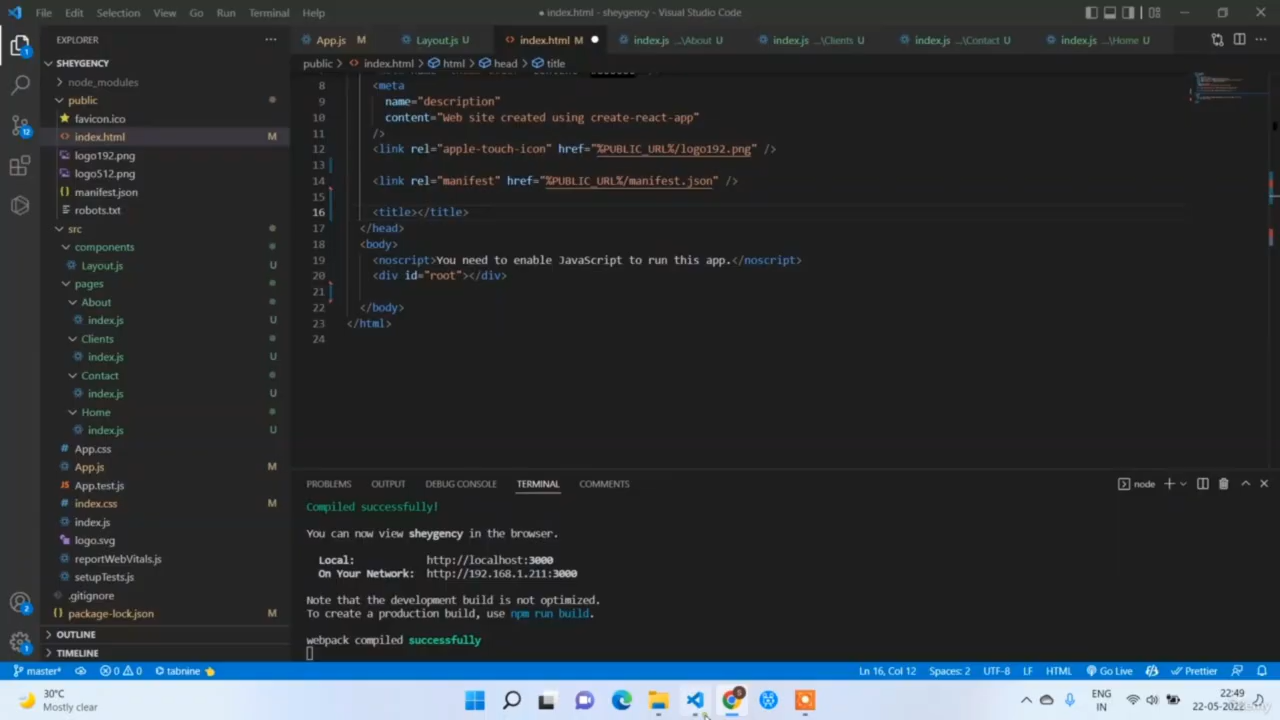 File Edit Selection View Go Run Terminal Help
● index.html - sheygency - Visual Studio Code
EXPLORER
SHEYGENCY
node_modules
public
favicon.ico
index.html M
logo192.png
logo512.png
manifest.json
robots.txt
src
components
Layout.js U
pages
About
index.js U
Clients
index.js U
Contact
index.js U
Home
index.js U
App.css
App.js M
App.test.js
index.css M
index.js
logo.svg
reportWebVitals.js
setupTests.js
.gitignore
package-lock.json M
OUTLINE
TIMELINE
App.js M Layout.js U index.html M index.js ...\About U index.js ...\Clients U index.js ...\Contact U index.js ...\Home U
public > index.html > html > head > title
8 <meta
9 name="description"
10 content="Web site created using create-react-app"
11 />
12 <link rel="apple-touch-icon" href="%PUBLIC_URL%/logo192.png" />
13
14 <link rel="manifest" href="%PUBLIC_URL%/manifest.json" />
15
16 <title></title>
17 </head>
18 <body>
19 <noscript>You need to enable JavaScript to run this app.</noscript>
20 <div id="root"></div>
21
22 </body>
23 </html>
24
PROBLEMS OUTPUT DEBUG CONSOLE TERMINAL COMMENTS
node
Compiled successfully!
You can now view sheygency in the browser.
Local: http://localhost:3000
On Your Network: http://192.168.1.211:3000
Note that the development build is not optimized.
To create a production build, use npm run build.
webpack compiled successfully
master* 0 0 tabnine
Ln 16, Col 12 Spaces: 2 UTF-8 LF HTML Go Live Prettier
30°C
Mostly clear
ENG
IN
22:49
22-05-2022